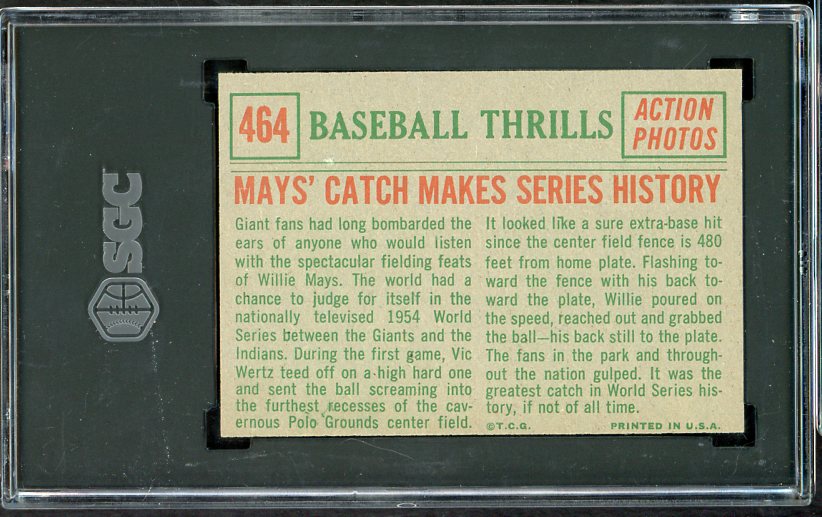 464
BASEBALL THRILLS
ACTION
PHOTOS
MAYS' CATCH MAKES SERIES HISTORY
Giant fans had long bombarded the
ears of anyone who would listen
with the spectacular fielding feats
of Willie Mays. The world had a
chance to judge for itself in the
nationally televised 1954 World
Series between the Giants and the
Indians. During the first game, Vic
Wertz teed off on a high hard one
and sent the ball screaming into
the furthest recesses of the cav-
ernous Polo Grounds center field.
It looked like a sure extra-base hit
since the center field fence is 480
feet from home plate. Flashing to-
ward the fence with his back to-
ward the plate, Willie poured on
the speed, reached out and grabbed
the ball—his back still to the plate.
The fans in the park and through-
out the nation gulped. It was the
greatest catch in World Series his-
tory, if not of all time.
©T.C.G.
PRINTED IN U.S.A.
SGC